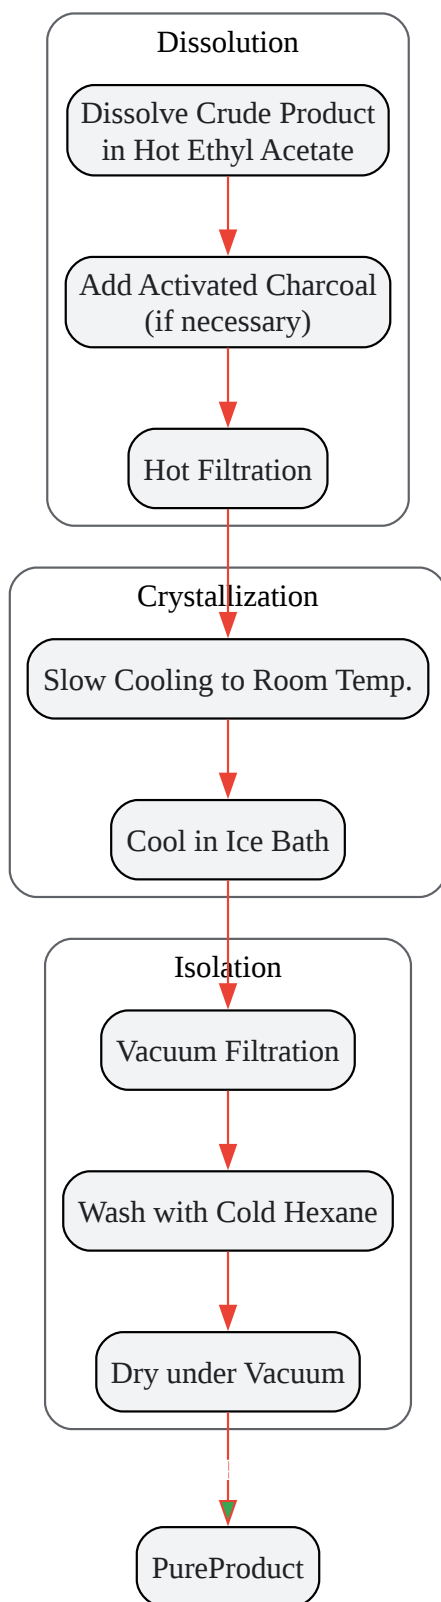 Dissolution
Dissolve Crude Product
in Hot Ethyl Acetate
Add Activated Charcoal
(if necessary)
Hot Filtration
Crystallization
Slow Cooling to Room Temp.
Cool in Ice Bath
Isolation
Vacuum Filtration
Wash with Cold Hexane
Dry under Vacuum
PureProduct